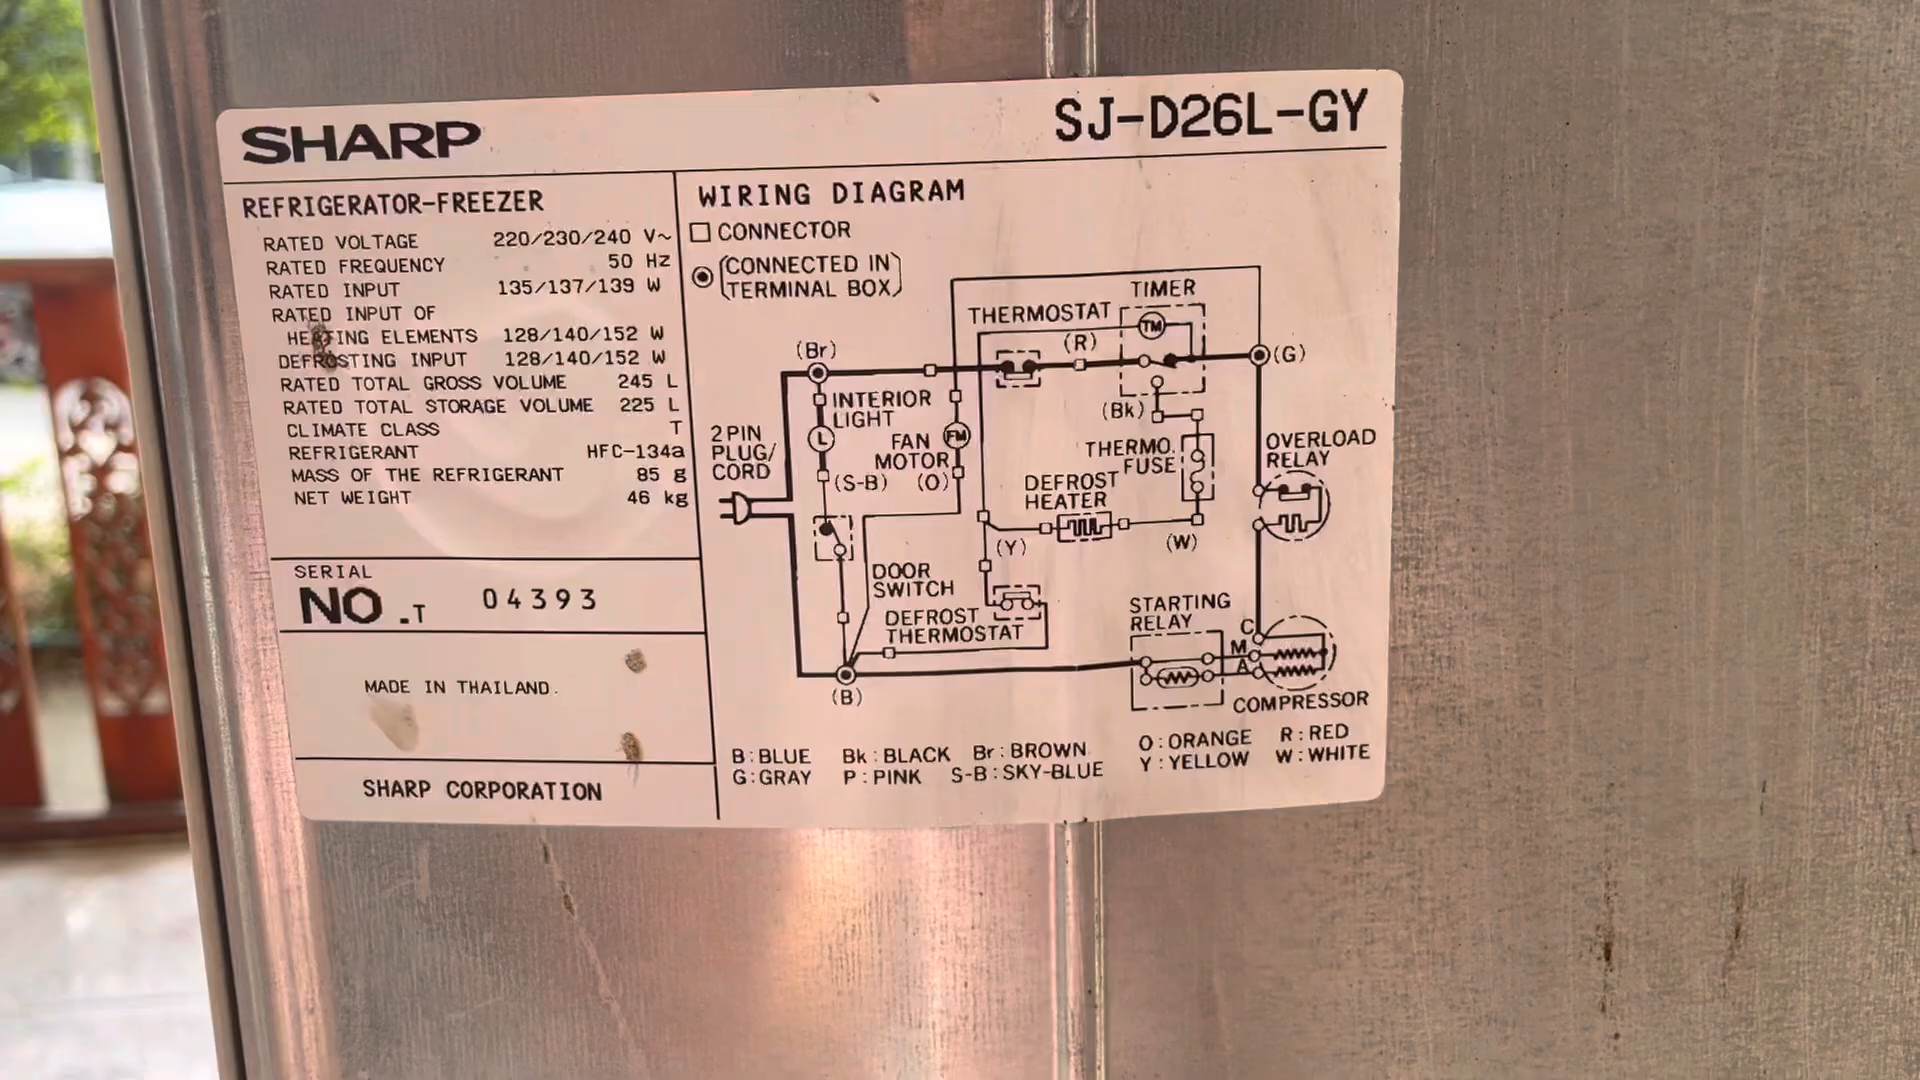 SHARP
SJ-D26L-GY
REFRIGERATOR-FREEZER
RATED VOLTAGE 220/230/240 V~
RATED FREQUENCY 50 Hz
RATED INPUT 135/137/139 W
RATED INPUT OF
HEATING ELEMENTS 128/140/152 W
DEFROSTING INPUT 128/140/152 W
RATED TOTAL GROSS VOLUME 245 L
RATED TOTAL STORAGE VOLUME 225 L
CLIMATE CLASS T
REFRIGERANT HFC-134a
MASS OF THE REFRIGERANT 85 g
NET WEIGHT 46 kg
SERIAL
NO.T 04393
MADE IN THAILAND.
SHARP CORPORATION
WIRING DIAGRAM
CONNECTOR
(CONNECTED IN
TERMINAL BOX)
TIMER
TM
THERMOSTAT
(R)
(Br)
(G)
INTERIOR
LIGHT
L
(Bk)
2PIN
PLUG/
CORD
FAN
MOTOR
FM
THERMO.
FUSE
OVERLOAD
RELAY
(S-B)
(O)
DEFROST
HEATER
(Y)
(W)
DOOR
SWITCH
DEFROST
THERMOSTAT
STARTING
RELAY
C
M
A
COMPRESSOR
(B)
B:BLUE Bk:BLACK Br:BROWN O:ORANGE R:RED
G:GRAY P:PINK S-B:SKY-BLUE Y:YELLOW W:WHITE